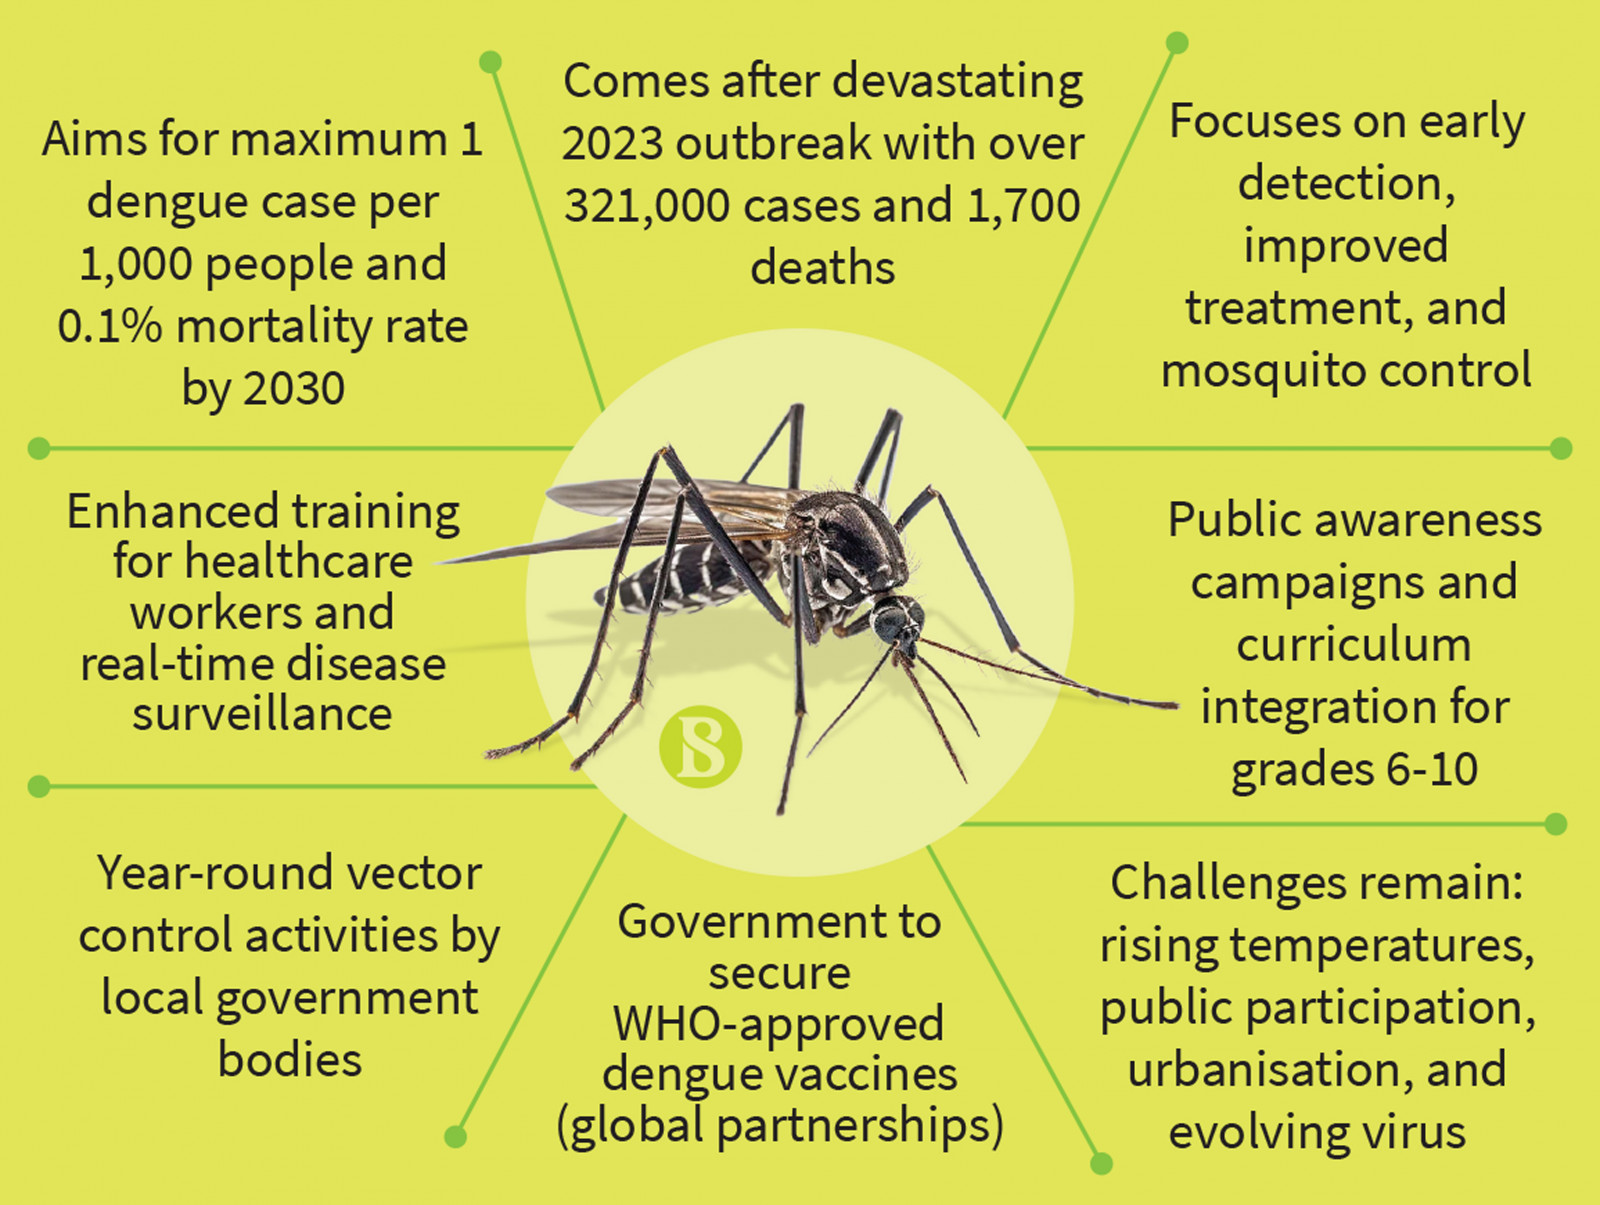 Aims for maximum 1
dengue case per
1,000 people and
0.1% mortality rate
by 2030
Comes after devastating
2023 outbreak with over
321,000 cases and 1,700
deaths
Focuses on early
detection,
improved
treatment, and
mosquito control
Enhanced training
for healthcare
workers and
real-time disease
surveillance
Public awareness
campaigns and
curriculum
integration for
grades 6-10
Year-round vector
control activities by
local government
bodies
Government to
secure
WHO-approved
dengue vaccines
(global partnerships)
Challenges remain:
rising temperatures,
public participation,
urbanisation, and
evolving virus